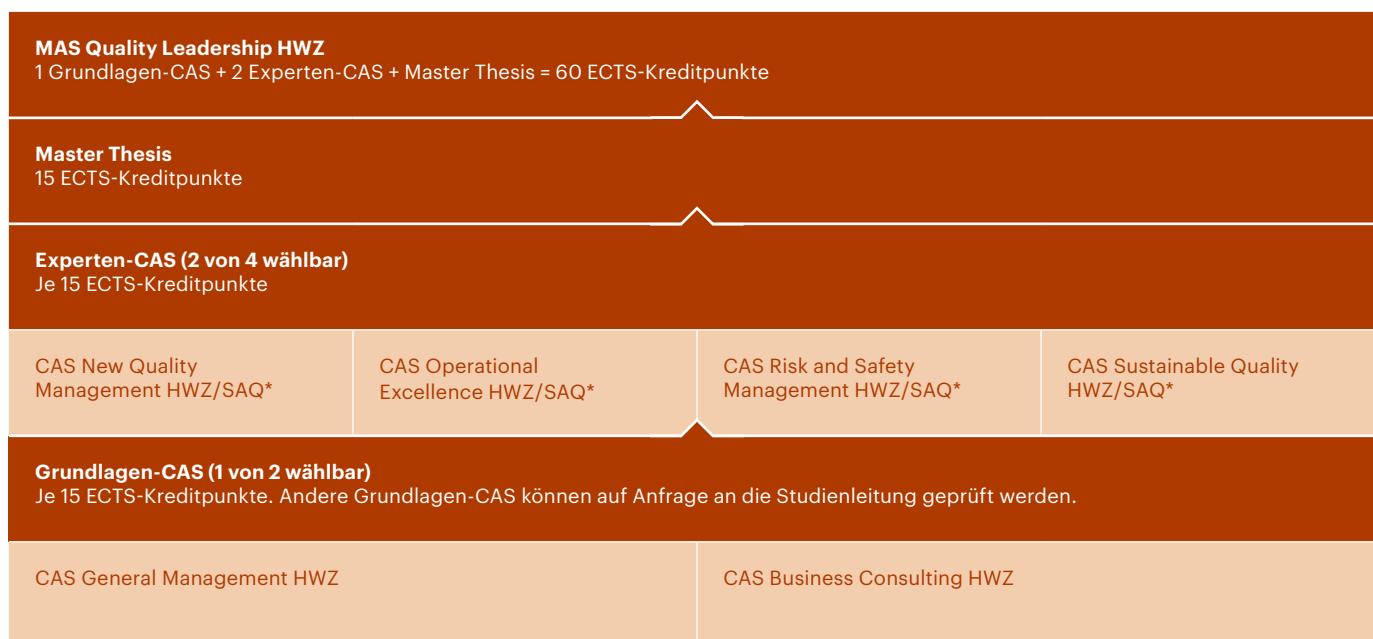 MAS Quality Leadership HWZ
1 Grundlagen-CAS + 2 Experten-CAS + Master Thesis = 60 ECTS-Kreditpunkte
Master Thesis
15 ECTS-Kreditpunkte
Experten-CAS (2 von 4 wählbar)
Je 15 ECTS-Kreditpunkte
CAS New Quality
Management HWZ/SAQ*
CAS Operational
Excellence HWZ/SAQ*
CAS Risk and Safety
Management HWZ/SAQ*
CAS Sustainable Quality
HWZ/SAQ*
Grundlagen-CAS (1 von 2 wählbar)
Je 15 ECTS-Kreditpunkte. Andere Grundlagen-CAS können auf Anfrage an die Studienleitung geprüft werden.
CAS General Management HWZ
CAS Business Consulting HWZ